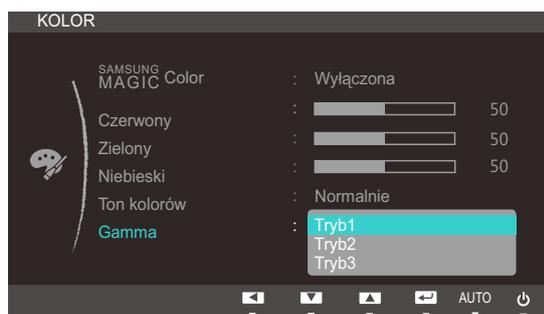 KOLOR
SAMSUNG MAGIC Color : Wyłączona
Czerwony : 50
Zielony : 50
Niebieski : 50
Ton kolorów : Normalnie
Gamma : Tryb1
Tryb2
Tryb3
AUTO